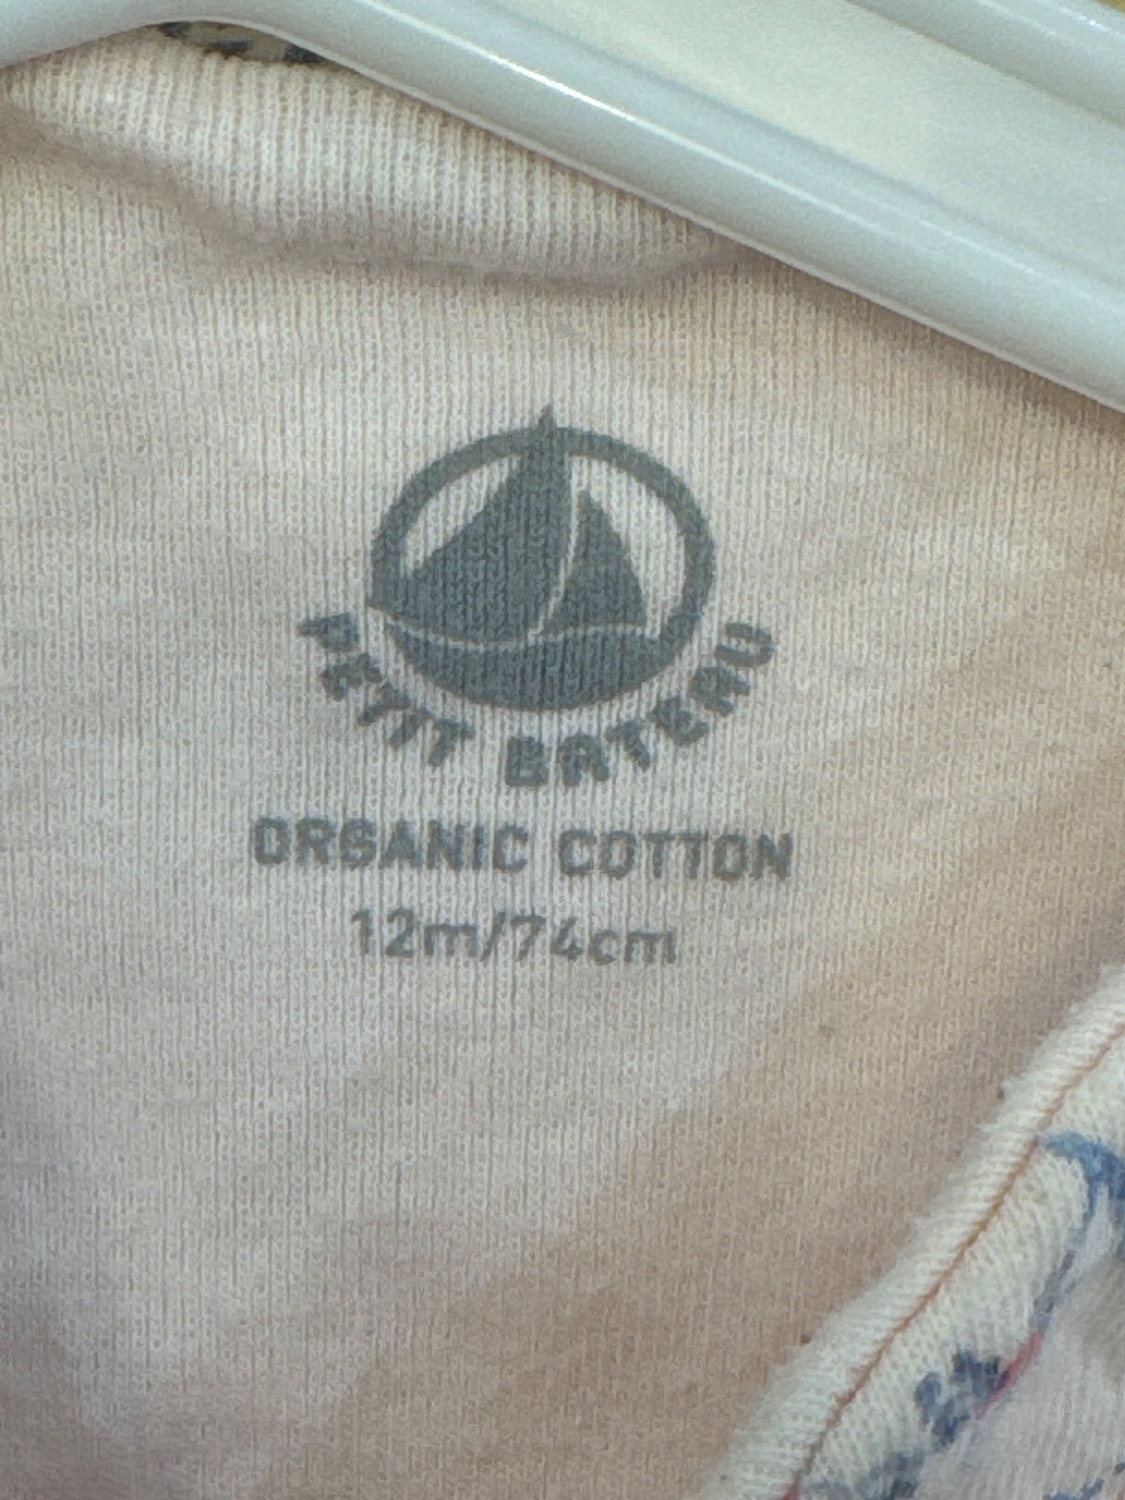 PETIT BATEAU
ORGANIC COTTON
12m/74cm